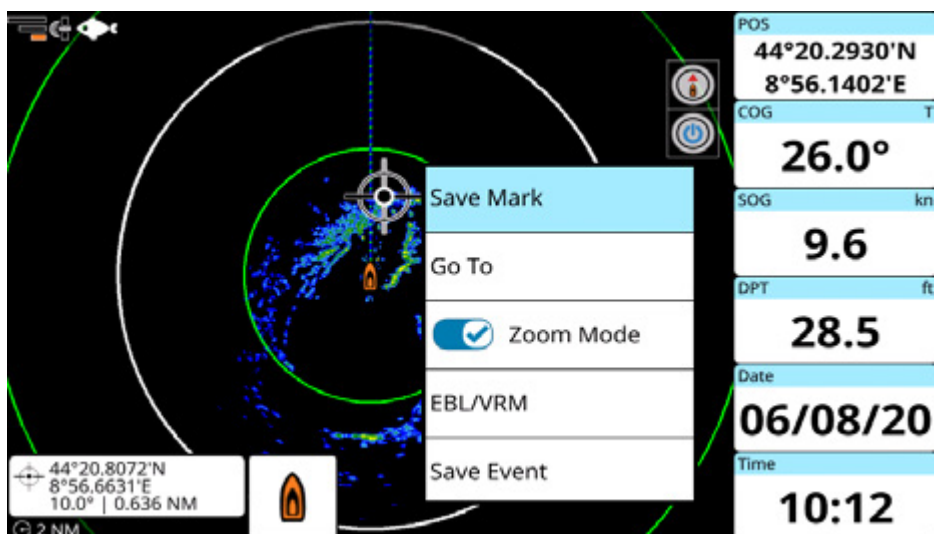 POS
44°20.2930'N
8°56.1402'E
COG T
26.0°
SOG kn
9.6
DPT ft
28.5
Date
06/08/20
Time
10:12
Save Mark
Go To
Zoom Mode
EBL/VRM
Save Event
44°20.8072'N
8°56.6631'E
10.0° | 0.636 NM
2 NM